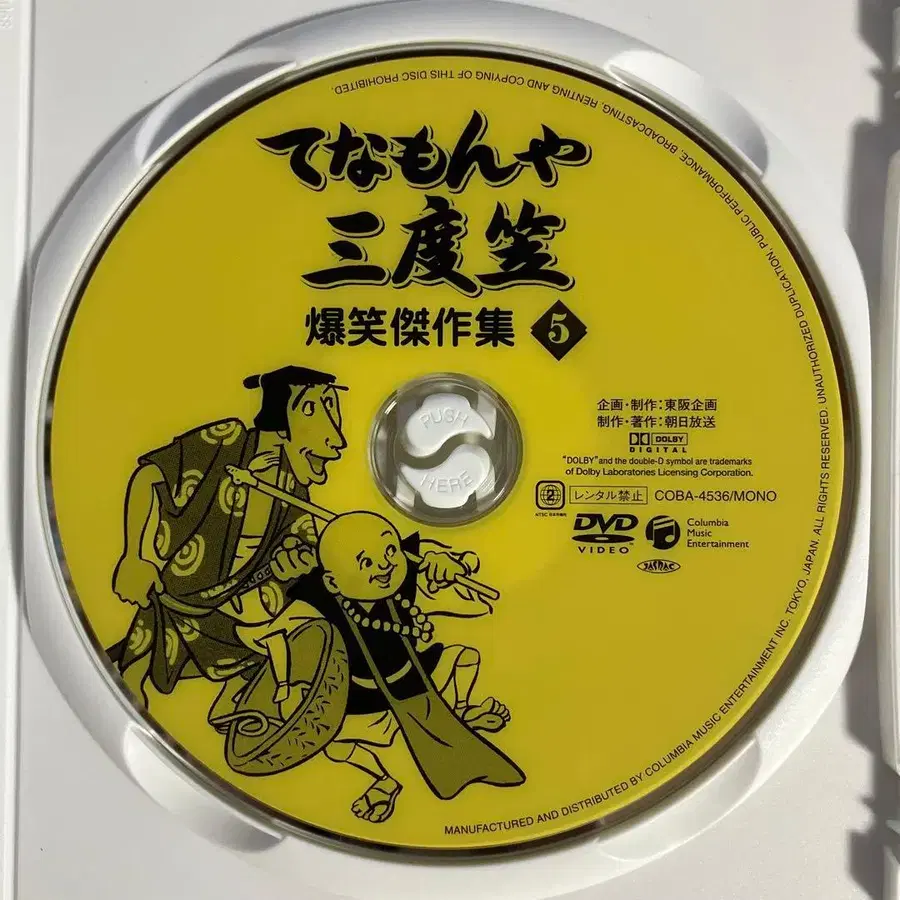 てなもんや
三度笠
爆笑傑作集 5
企画・制作:東阪企画
制作・著作:朝日放送
DOLBY
DIGITAL
"DOLBY" and the double-D symbol are trademarks
of Dolby Laboratories Licensing Corporation.
2
レンタル禁止
COBA-4536/MONO
DVD
VIDEO
Columbia
Music
Entertainment
JASRAC
PUSH
HERE
MANUFACTURED AND DISTRIBUTED BY COLUMBIA MUSIC ENTERTAINMENT INC. TOKYO, JAPAN. ALL RIGHTS RESERVED. UNAUTHORIZED DUPLICATION, PUBLIC PERFORMANCE, BROADCASTING, RENTING AND COPYING OF THIS DISC PROHIBITED.